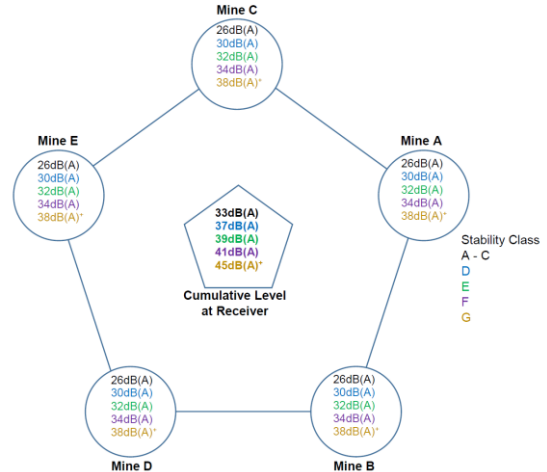 Mine C
26dB(A)
30dB(A)
32dB(A)
34dB(A)
38dB(A)*
Mine E
26dB(A)
30dB(A)
32dB(A)
34dB(A)
38dB(A)*
Mine A
26dB(A)
30dB(A)
32dB(A)
34dB(A)
38dB(A)*
33dB(A)
37dB(A)
39dB(A)
41dB(A)
45dB(A)*
Cumulative Level
at Receiver
Stability Class
A - C
D
E
F
G
26dB(A)
30dB(A)
32dB(A)
34dB(A)
38dB(A)*
Mine D
26dB(A)
30dB(A)
32dB(A)
34dB(A)
38dB(A)*
Mine B